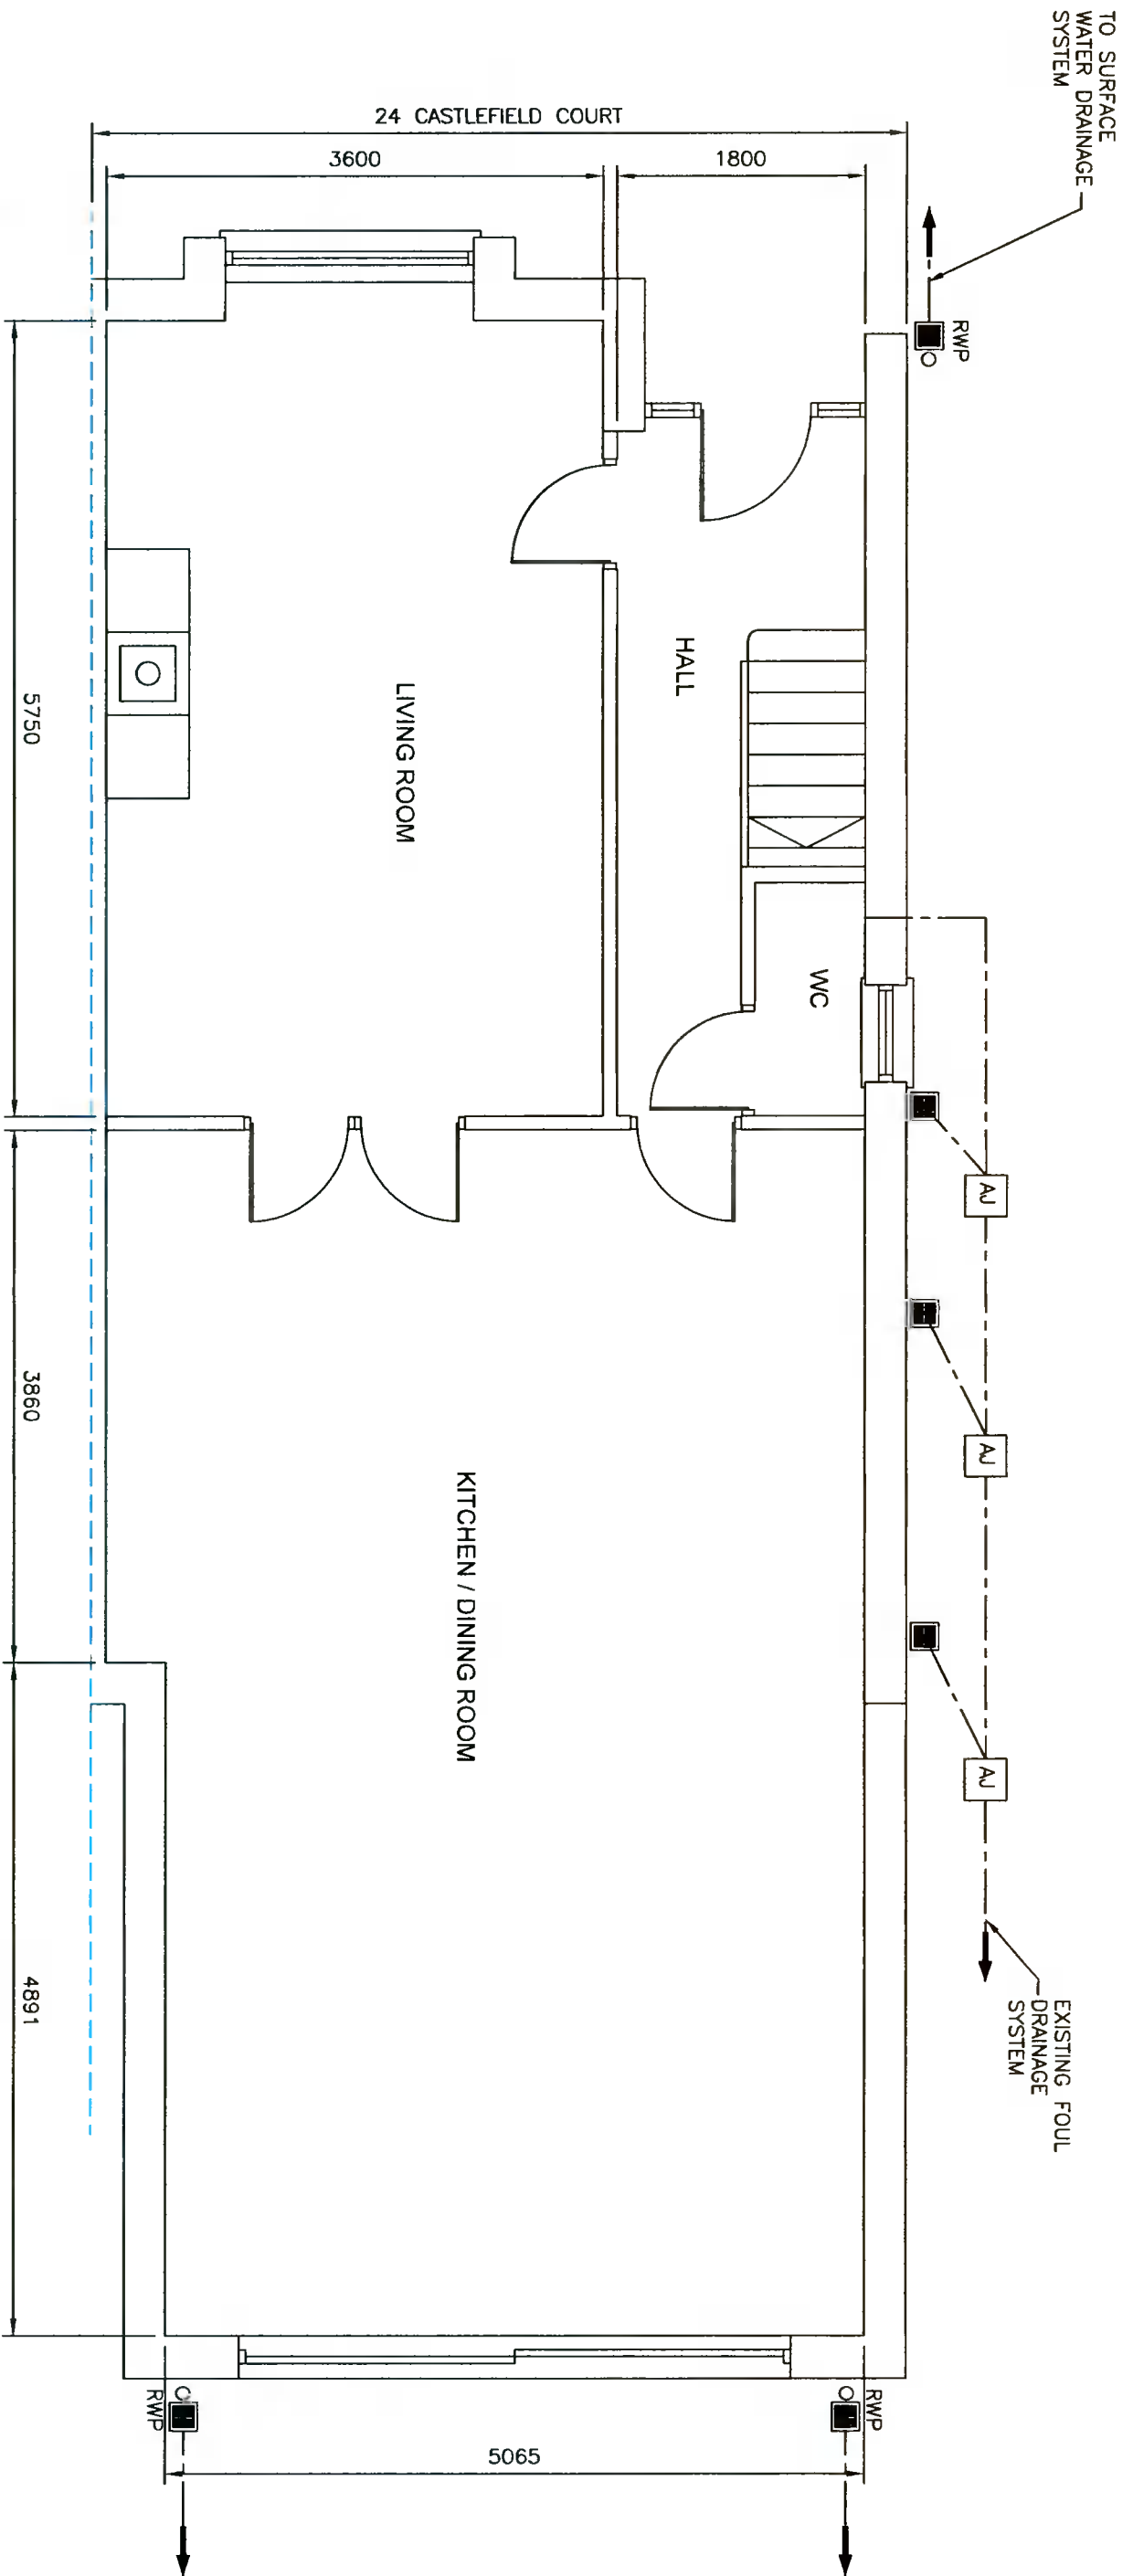 TO SURFACE
WATER DRAINAGE
SYSTEM
24 CASTLEFIELD COURT
3600
1800
RWP
HALL
LIVING ROOM
WC
5750
AJ
AJ
AJ
3860
KITCHEN / DINING ROOM
EXISTING FOUL
DRAINAGE
SYSTEM
4891
RWP
RWP
5065